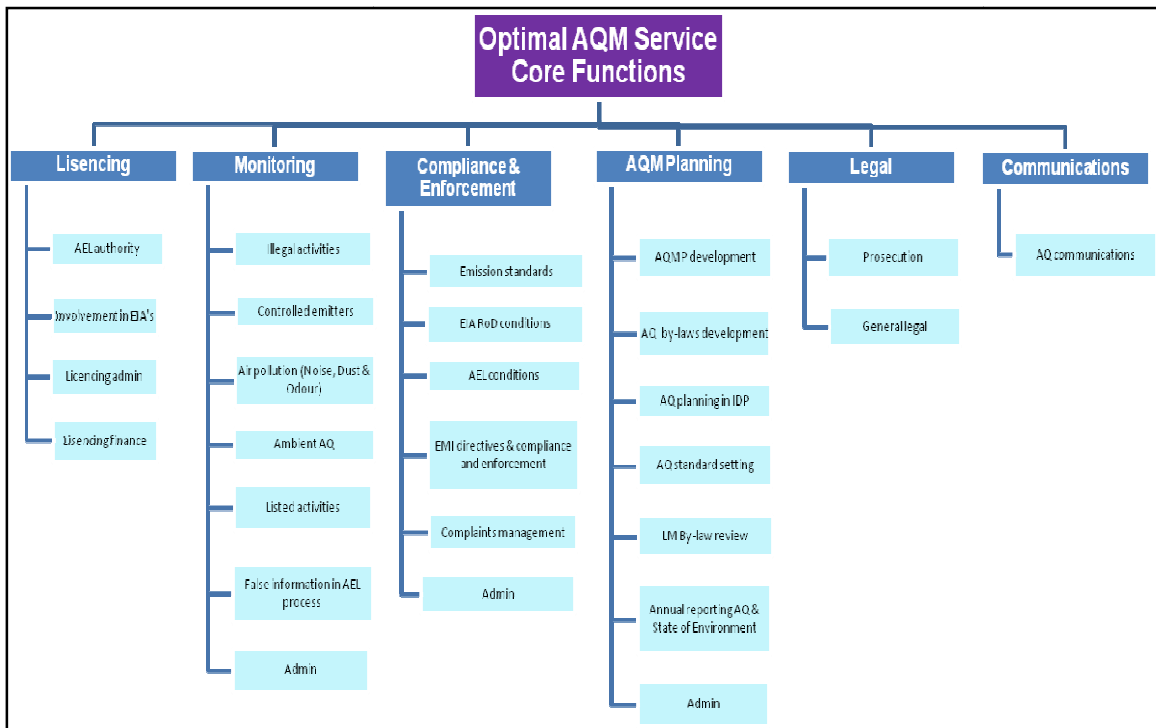 Optimal AQM Service
Core Functions
Lisencing
AEL authority
Involvement in EIA's
Licencing admin
Lisencing finance
Monitoring
Illegal activities
Controlled emitters
Air pollution (Noise, Dust &
Odour)
Ambient AQ
Listed activities
False information in AEL
process
Admin
Compliance &
Enforcement
Emission standards
EIA RoD conditions
AEL conditions
EMI directives & compliance
and enforcement
Complaints management
Admin
AQM Planning
AQMP development
AQ by-laws development
AQ planning in IDP
AQ standard setting
LM By-law review
Annual reporting AQ &
State of Environment
Admin
Legal
Prosecution
General legal
Communications
AQ communications